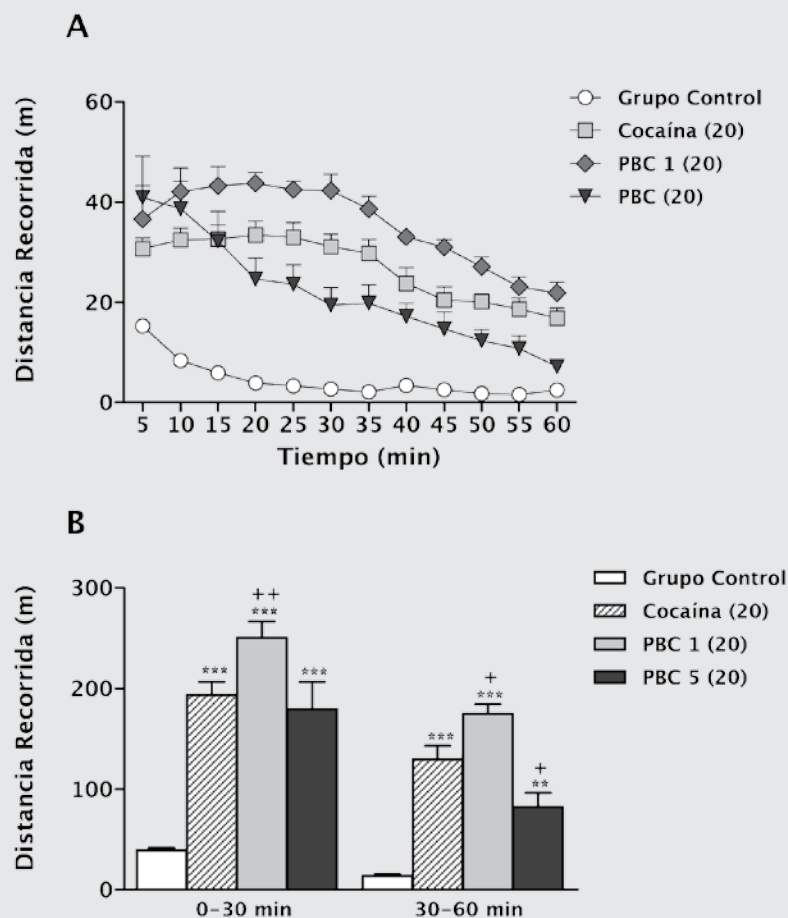 A
Distancia Recorrida (m)
60
40
20
0
5 10 15 20 25 30 35 40 45 50 55 60
Tiempo (min)
Grupo Control
Cocaína (20)
PBC 1 (20)
PBC (20)
B
Distancia Recorrida (m)
300
200
100
0
***
++
***
***
***
+
***
+
**
0-30 min 30-60 min
Grupo Control
Cocaína (20)
PBC 1 (20)
PBC 5 (20)